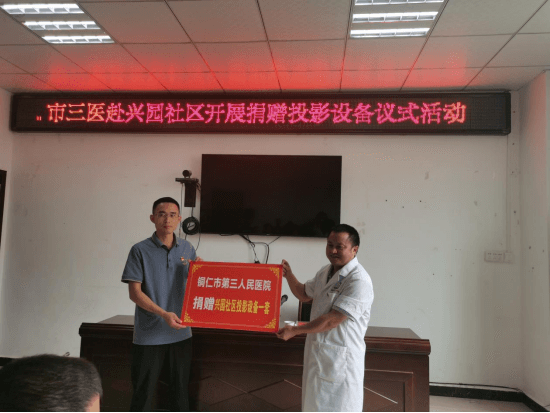 市三医赴兴园社区开展捐赠投影设备仪式活动
铜仁市第三人民医院
捐赠兴园社区投影设备一套